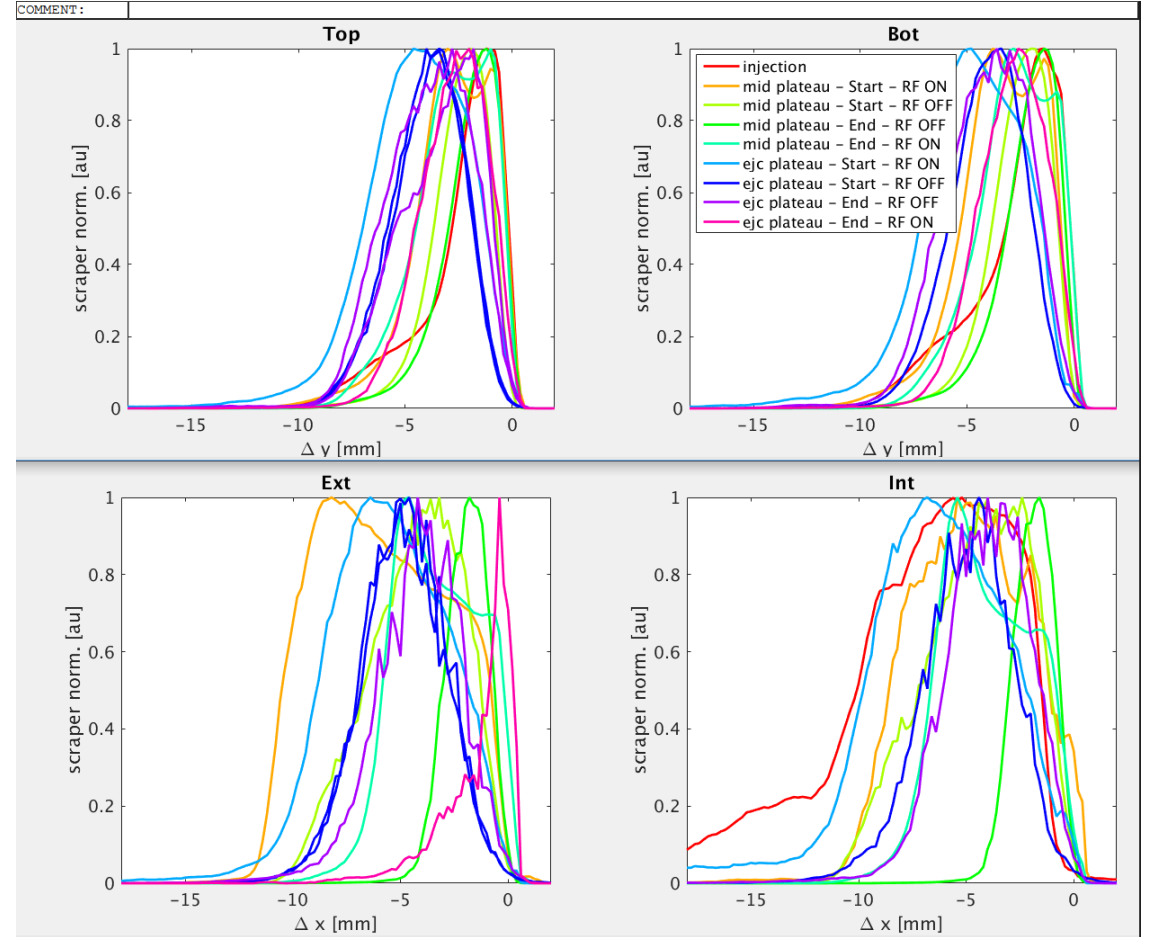 COMMENT:
Top
1
0.8
0.6
0.4
0.2
0
scraper norm. [au]
−15
−10
−5
0
Δ y [mm]
Bot
1
0.8
0.6
0.4
0.2
0
scraper norm. [au]
injection
mid plateau − Start − RF ON
mid plateau − Start − RF OFF
mid plateau − End − RF OFF
mid plateau − End − RF ON
ejc plateau − Start − RF ON
ejc plateau − Start − RF OFF
ejc plateau − End − RF OFF
ejc plateau − End − RF ON
−15
−10
−5
0
Δ y [mm]
Ext
1
0.8
0.6
0.4
0.2
0
scraper norm. [au]
−15
−10
−5
0
Δ x [mm]
Int
1
0.8
0.6
0.4
0.2
0
scraper norm. [au]
−15
−10
−5
0
Δ x [mm]